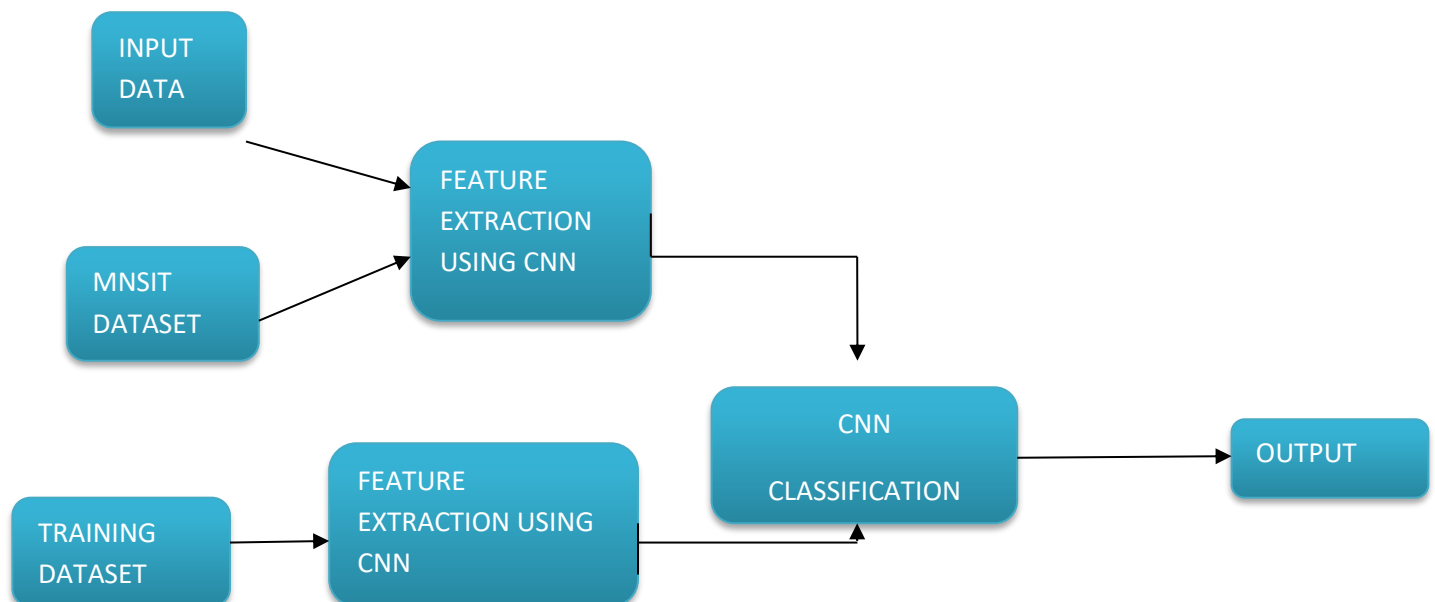 INPUT
DATA
FEATURE
EXTRACTION
USING CNN
MNSIT
DATASET
CNN
CLASSIFICATION
OUTPUT
FEATURE
EXTRACTION USING
CNN
TRAINING
DATASET